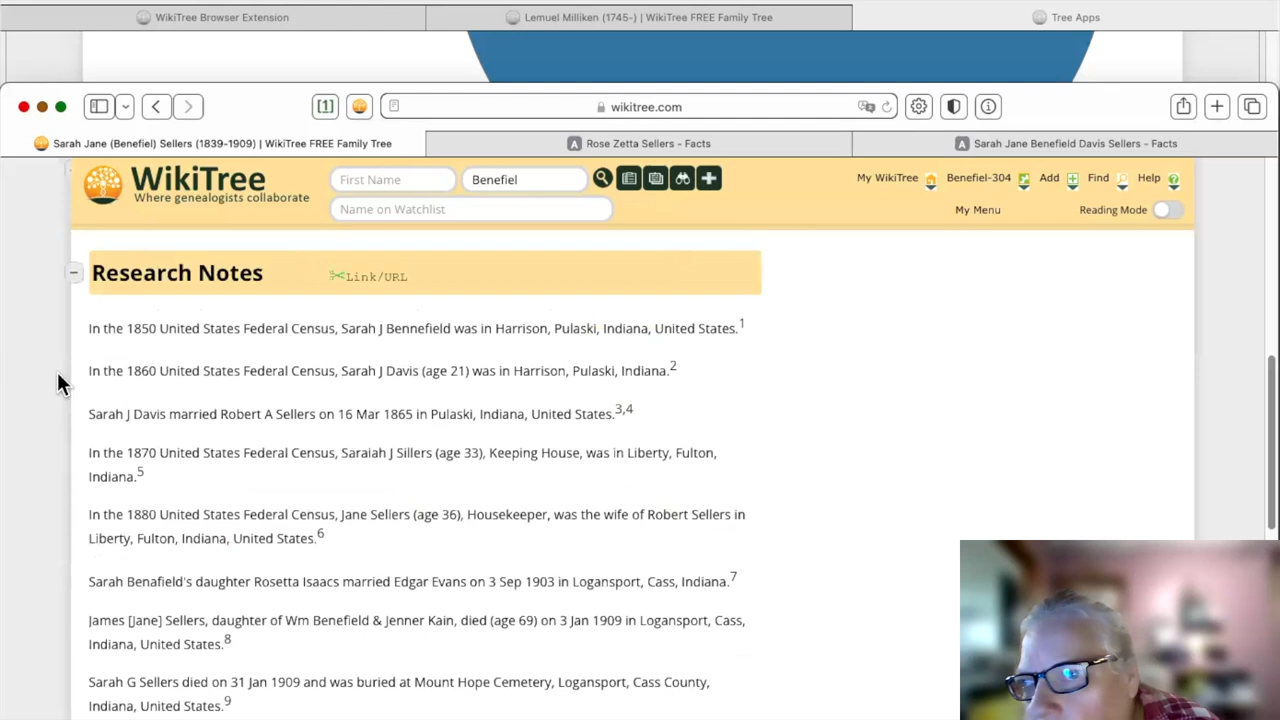 WikiTree Browser Extension
Lemuel Milliken (1745-) | WikiTree FREE Family Tree
Tree Apps
[1]
wikitree.com
Sarah Jane (Benefiel) Sellers (1839-1909) | WikiTree FREE Family Tree
A Rose Zetta Sellers - Facts
A Sarah Jane Benefield Davis Sellers - Facts
WikiTree
Where genealogists collaborate
First Name
Benefiel
Name on Watchlist
My WikiTree
Benefiel-304
Add
Find
Help
My Menu
Reading Mode
Research Notes
Link/URL
In the 1850 United States Federal Census, Sarah J Bennefield was in Harrison, Pulaski, Indiana, United States.1
In the 1860 United States Federal Census, Sarah J Davis (age 21) was in Harrison, Pulaski, Indiana.2
Sarah J Davis married Robert A Sellers on 16 Mar 1865 in Pulaski, Indiana, United States.3,4
In the 1870 United States Federal Census, Saraiah J Sillers (age 33), Keeping House, was in Liberty, Fulton,
Indiana.5
In the 1880 United States Federal Census, Jane Sellers (age 36), Housekeeper, was the wife of Robert Sellers in
Liberty, Fulton, Indiana, United States.6
Sarah Benafield's daughter Rosetta Isaacs married Edgar Evans on 3 Sep 1903 in Logansport, Cass, Indiana.7
James [Jane] Sellers, daughter of Wm Benefield & Jenner Kain, died (age 69) on 3 Jan 1909 in Logansport, Cass,
Indiana, United States.8
Sarah G Sellers died on 31 Jan 1909 and was buried at Mount Hope Cemetery, Logansport, Cass County,
Indiana, United States.9